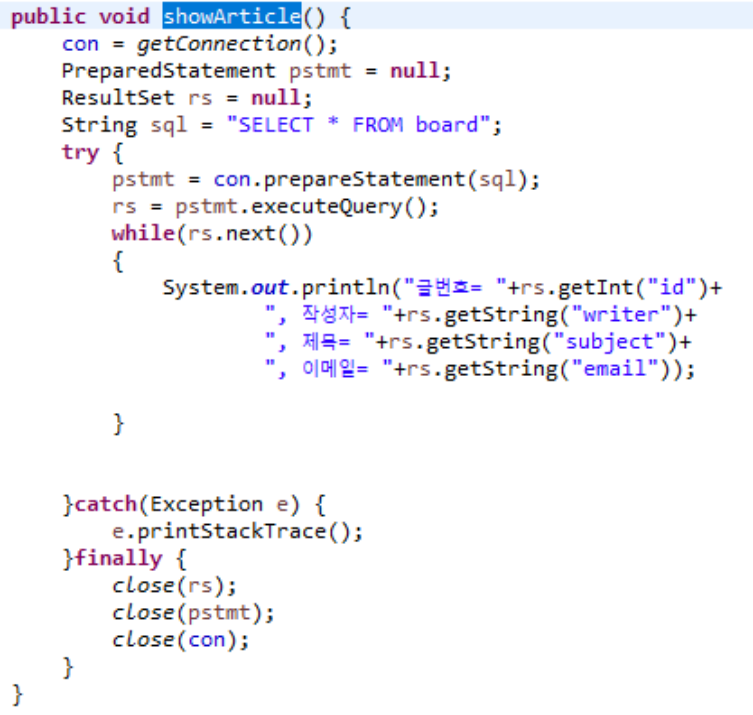 public void showArticle() {
con = getConnection();
PreparedStatement pstmt = null;
ResultSet rs = null;
String sql = "SELECT * FROM board";
try {
pstmt = con.prepareStatement(sql);
rs = pstmt.executeQuery();
while(rs.next())
{
System.out.println("글번호= "+rs.getInt("id")+
", 작성자= "+rs.getString("writer")+
", 제목= "+rs.getString("subject")+
", 이메일= "+rs.getString("email"));
}
}catch(Exception e) {
e.printStackTrace();
}finally {
close(rs);
close(pstmt);
close(con);
}
}